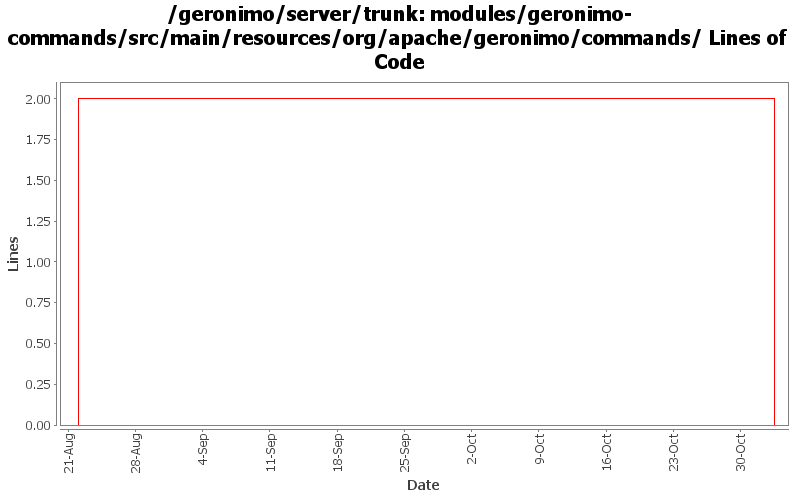 /geronimo/server/trunk: modules/geronimo-
commands/src/main/resources/org/apache/geronimo/commands/ Lines of
Code
2.00
1.75
1.50
1.25
1.00
0.75
0.50
0.25
0.00
Lines
21-Aug
28-Aug
4-Sep
11-Sep
18-Sep
25-Sep
2-Oct
9-Oct
16-Oct
23-Oct
30-Oct
Date